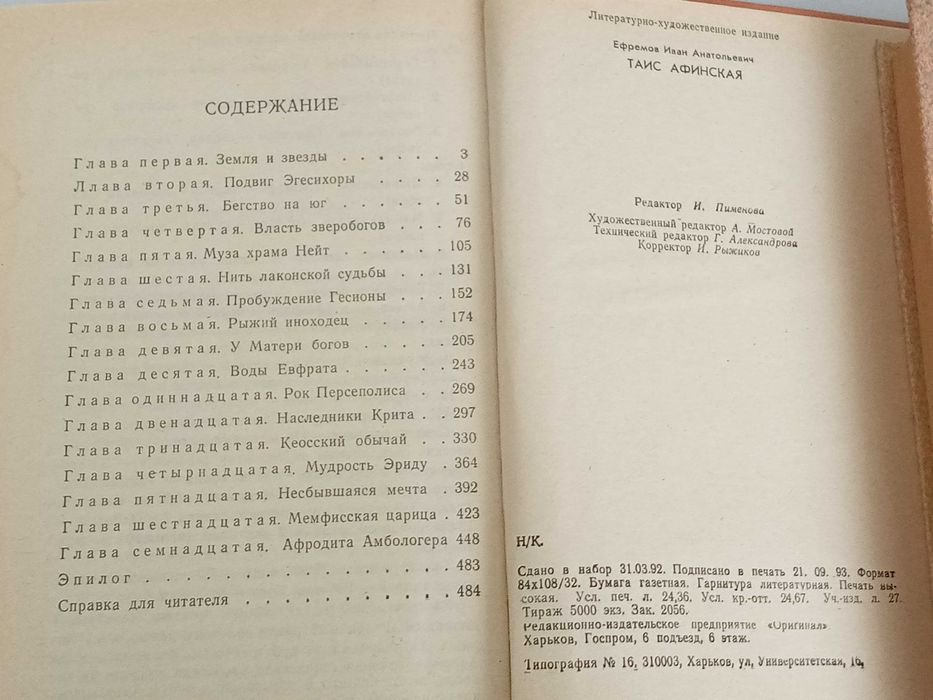 СОДЕРЖАНИЕ
Глава первая. Земля и звезды . . . . . . 3
Ллава вторая. Подвиг Эгесихоры . . . . 28
Глава третья. Бегство на юг . . . . . . 51
Глава четвертая. Власть зверобогов . . . 76
Глава пятая. Муза храма Нейт . . . . . 105
Глава шестая. Нить лаконской судьбы . . . 131
Глава седьмая. Пробуждение Гесионы . . . 152
Глава восьмая. Рыжий иноходец . . . . . 174
Глава девятая. У Матери богов . . . . . 205
Глава десятая. Воды Евфрата . . . . . . 243
Глава одиннадцатая. Рок Персеполиса . . 269
Глава двенадцатая. Наследники Крита . . 297
Глава тринадцатая. Кеосский обычай . . 330
Глава четырнадцатая. Мудрость Эриду . 364
Глава пятнадцатая. Несбывшаяся мечта . 392
Глава шестнадцатая. Мемфисская царица . 423
Глава семнадцатая. Афродита Амбологера 448
Эпилог . . . . . . . . . . . . . 483
Справка для читателя . . . . . . . . . 484
Литературно-художественное издание
Ефремов Иван Анатольевич
ТАИС АФИНСКАЯ
Редактор И. Пименова
Художественный редактор А. Мостовой
Технический редактор Г. Александрова
Корректор И. Рыжиков
Н/К.
Сдано в набор 31.03.92. Подписано в печать 21. 09. 93. Формат
84х108/32. Бумага газетная. Гарнитура литературная. Печать вы-
сокая. Усл. печ. л. 24,36. Усл. кр.-отт. 24,67. Уч.-изд. л. 27.
Тираж 5000 экз. Зак. 2056.
Редакционно-издательское предприятие «Оригинал»
Харьков, Госпром, 6 подъезд, 6 этаж.
Типография № 16, 310003, Харьков, ул. Университетская, 16,